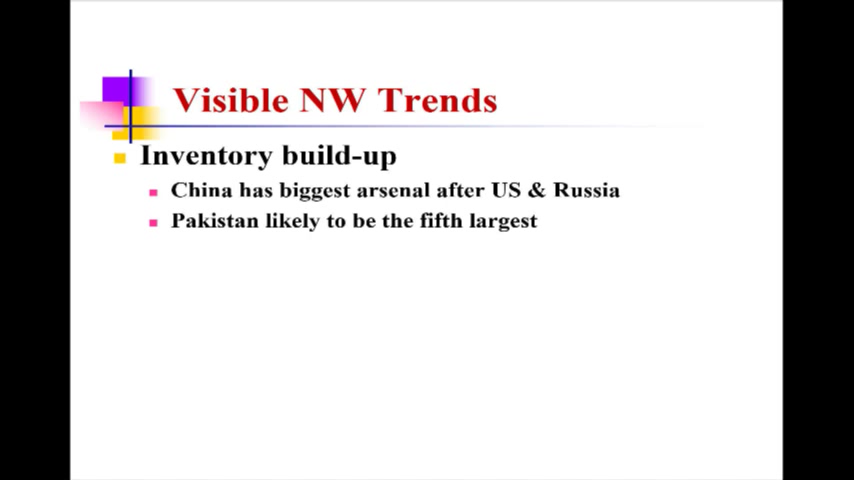 Visible NW Trends
Inventory build-up
China has biggest arsenal after US & Russia
Pakistan likely to be the fifth largest